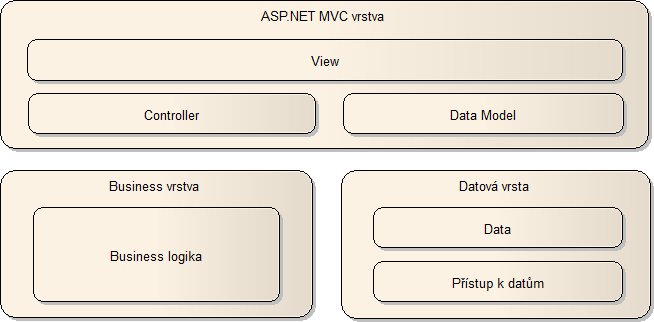 ASP.NET MVC vrstva
View
Controller
Data Model
Business vrstva
Business logika
Datová vrsta
Data
Přístup k datům